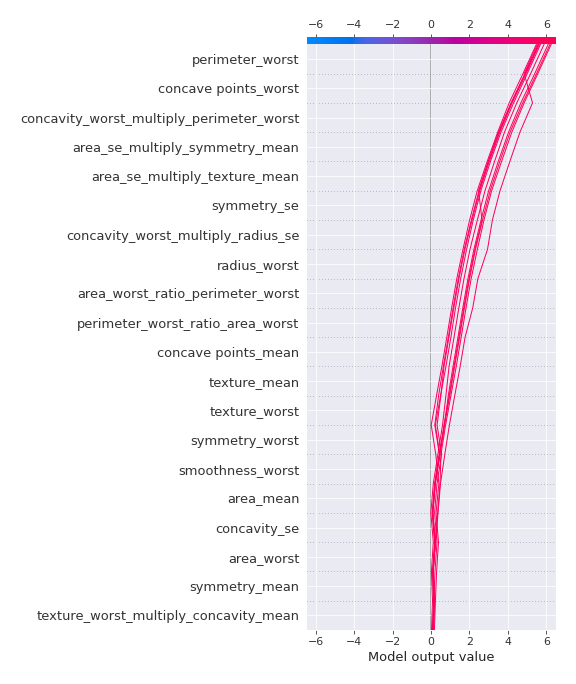 −6 −4 −2 0 2 4 6
perimeter_worst
concave points_worst
concavity_worst_multiply_perimeter_worst
area_se_multiply_symmetry_mean
area_se_multiply_texture_mean
symmetry_se
concavity_worst_multiply_radius_se
radius_worst
area_worst_ratio_perimeter_worst
perimeter_worst_ratio_area_worst
concave points_mean
texture_mean
texture_worst
symmetry_worst
smoothness_worst
area_mean
concavity_se
area_worst
symmetry_mean
texture_worst_multiply_concavity_mean
−6 −4 −2 0 2 4 6
Model output value